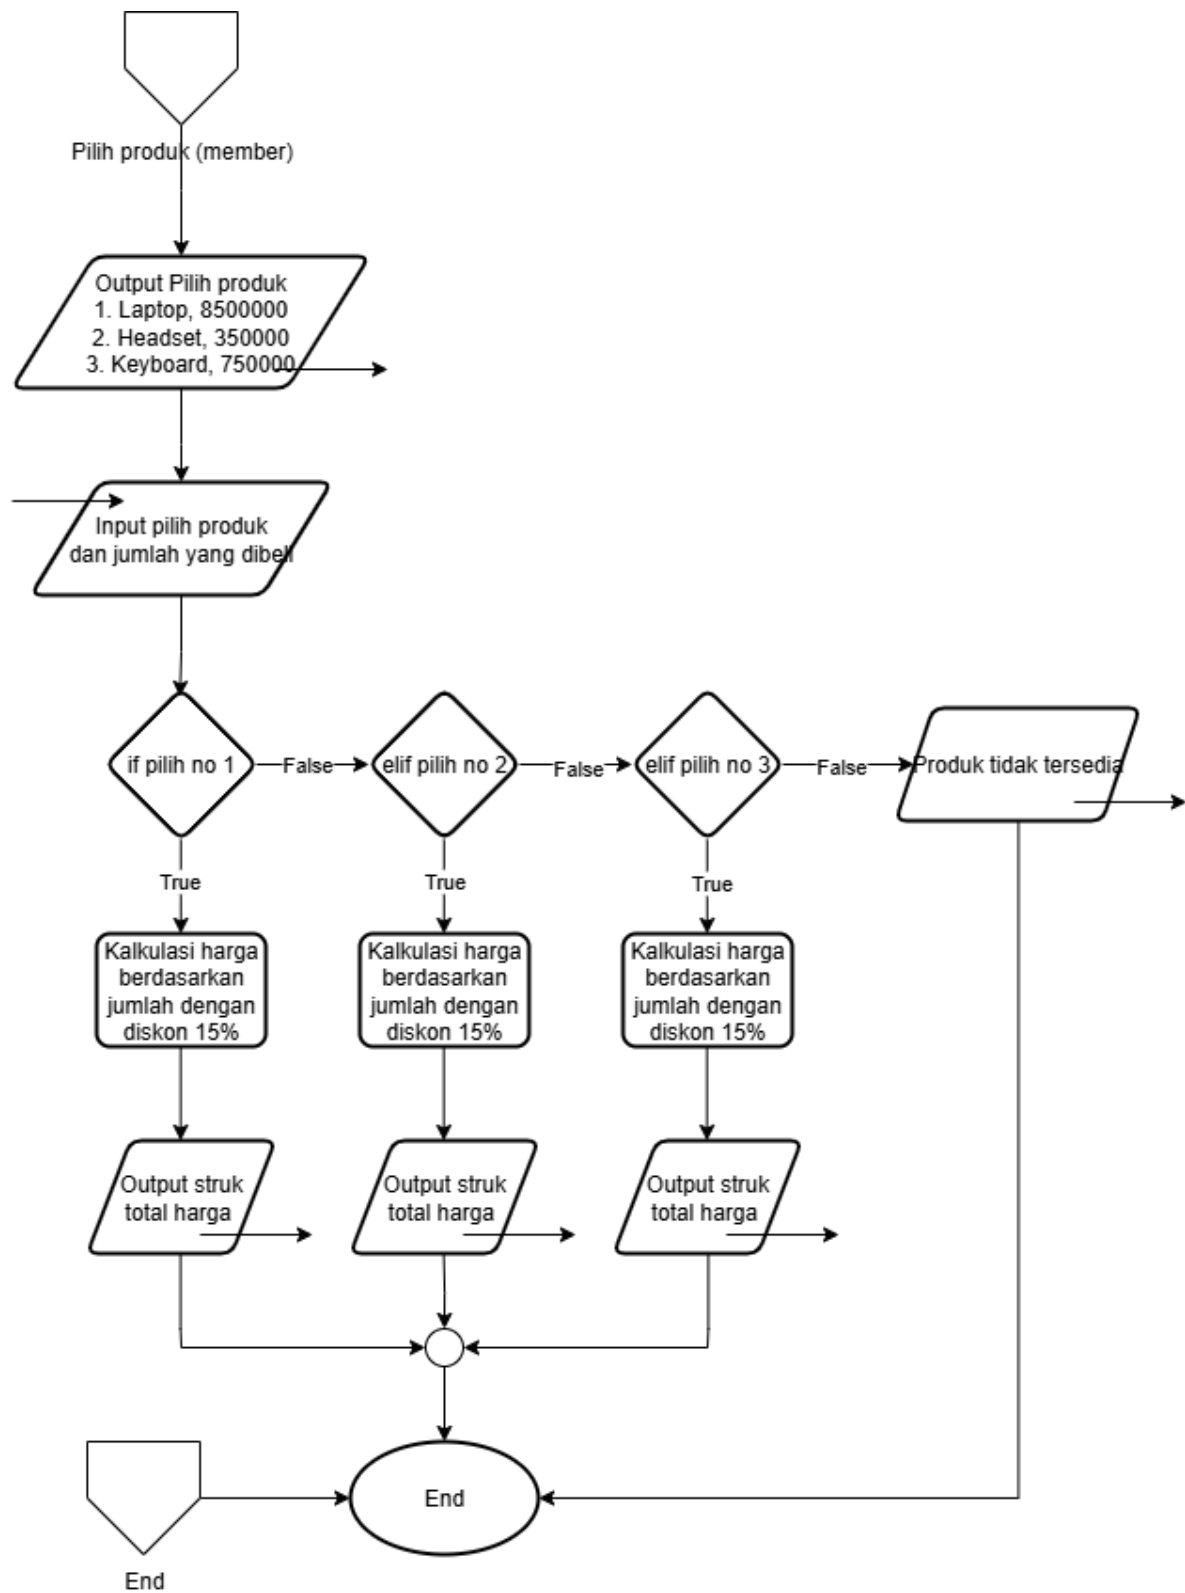 Pilih produk (member)
Output Pilih produk
1. Laptop, 8500000
2. Headset, 350000
3. Keyboard, 750000
Input pilih produk
dan jumlah yang dibeli
if pilih no 1
False
elif pilih no 2
False
elif pilih no 3
False
Produk tidak tersedia
True
True
True
Kalkulasi harga
berdasarkan
jumlah dengan
diskon 15%
Kalkulasi harga
berdasarkan
jumlah dengan
diskon 15%
Kalkulasi harga
berdasarkan
jumlah dengan
diskon 15%
Output struk
total harga
Output struk
total harga
Output struk
total harga
End
End